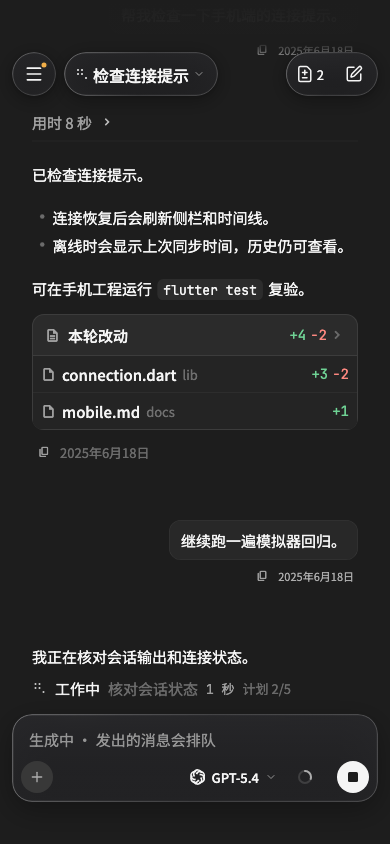 2025年6月18日
检查连接提示
2
用时 8 秒
已检查连接提示。
连接恢复后会刷新侧栏和时间线。
离线时会显示上次同步时间，历史仍可查看。
可在手机工程运行 flutter test 复验。
本轮改动 +4 -2
connection.dart lib +3 -2
mobile.md docs +1
2025年6月18日
继续跑一遍模拟器回归。
2025年6月18日
我正在核对会话输出和连接状态。
工作中 核对会话状态 1 秒 计划 2/5
生成中 • 发出的消息会排队
GPT-5.4